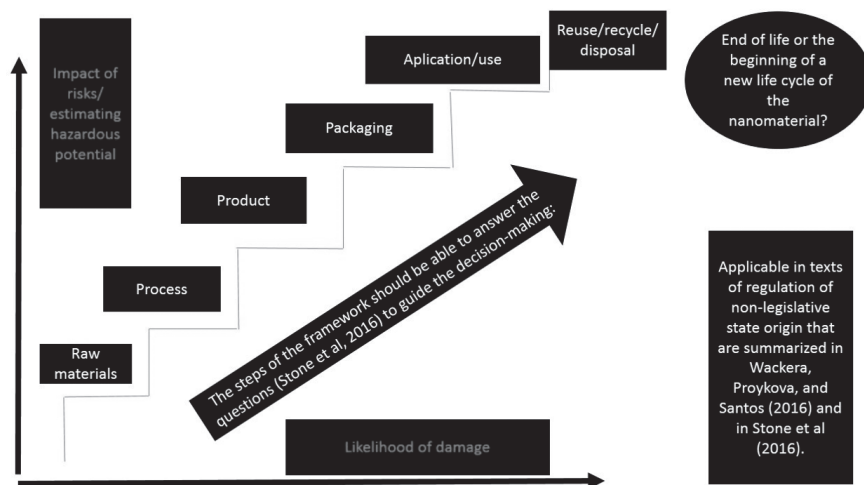 Impact of
risks/
estimating
hazardous
potential
Reuse/recycle/
disposal
Aplication/use
Packaging
Product
Process
Raw
materials
The steps of the framework should be able to answer the
questions (Stone et al, 2016) to guide the decision-making:
Likelihood of damage
End of life or the
beginning of a
new life cycle of
the
nanomaterial?
Applicable in texts
of regulation of
non-legislative
state origin that
are summarized in
Wackera,
Proykova, and
Santos (2016) and
in Stone et al
(2016).